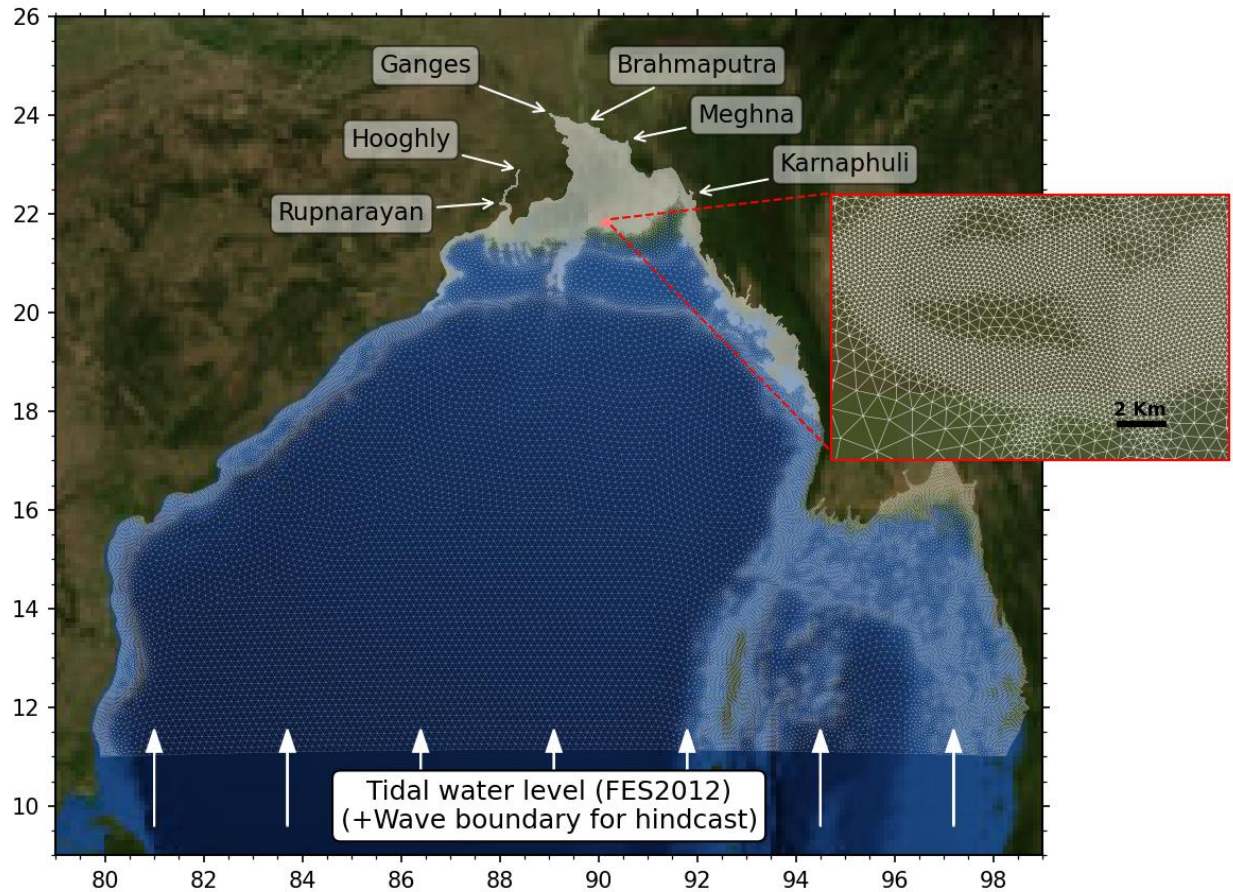 26
24
22
20
18
16
14
12
10
Ganges
Brahmaputra
Meghna
Hooghly
Karnaphuli
Rupnarayan
2 Km
Tidal water level (FES2012)
(+Wave boundary for hindcast)
80 82 84 86 88 90 92 94 96 98